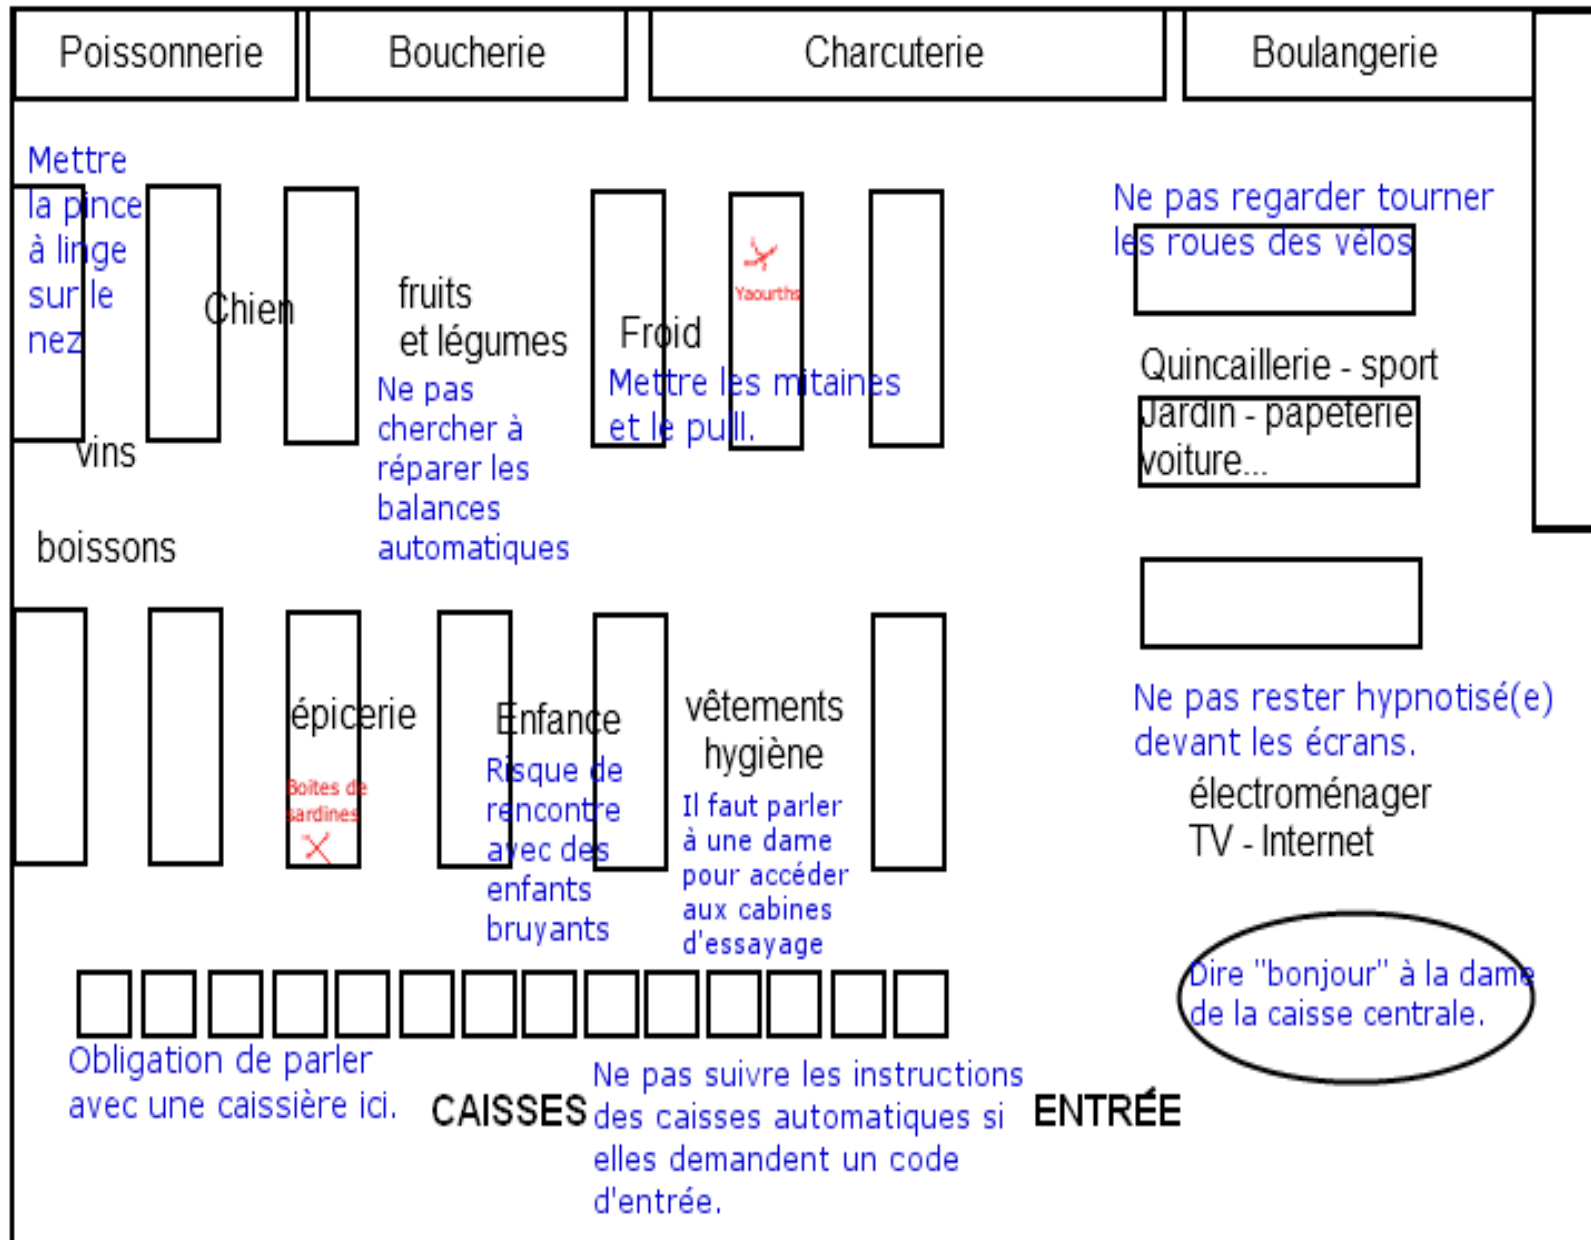 Poissonnerie
Boucherie
Charcuterie
Boulangerie
Mettre
la pince
à linge
sur le
nez
Chien
fruits
et légumes
Ne pas
chercher à
réparer les
balances
automatiques
Froid
Mettre les mitaines
et le pull.
Yaourths
Ne pas regarder tourner
les roues des vélos
Quincaillerie - sport
Jardin - papeterie
voiture...
vins
boissons
épicerie
Boites de
sardines
Enfance
Risque de
rencontre
avec des
enfants
bruyants
vêtements
hygiène
Il faut parler
à une dame
pour accéder
aux cabines
d'essayage
Ne pas rester hypnotisé(e)
devant les écrans.
électroménager
TV - Internet
Dire "bonjour" à la dame
de la caisse centrale.
Obligation de parler
avec une caissière ici.
CAISSES
Ne pas suivre les instructions
des caisses automatiques si
elles demandent un code
d'entrée.
ENTRÉE